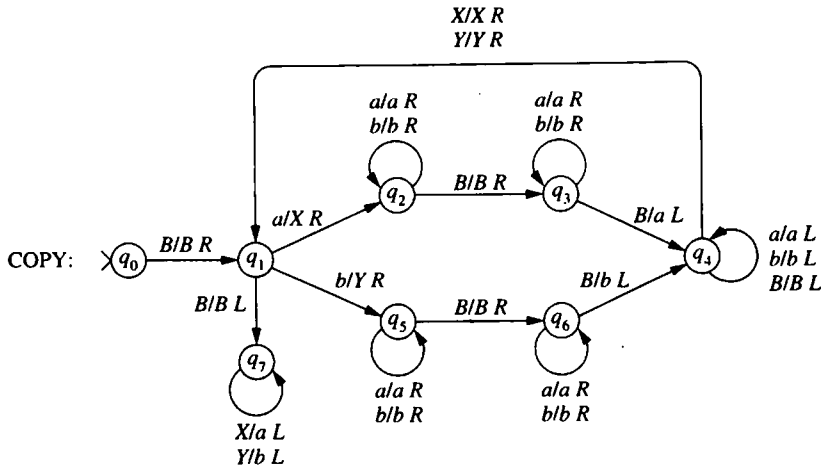 X/X R
Y/Y R
a/a R
b/b R
a/a R
b/b R
q2
B/B R
q3
a/X R
B/a L
COPY:
q0
B/B R
q1
q4
a/a L
b/b L
B/B L
b/Y R
B/b L
B/B L
q5
B/B R
q6
q7
a/a R
b/b R
a/a R
b/b R
X/a L
Y/b L